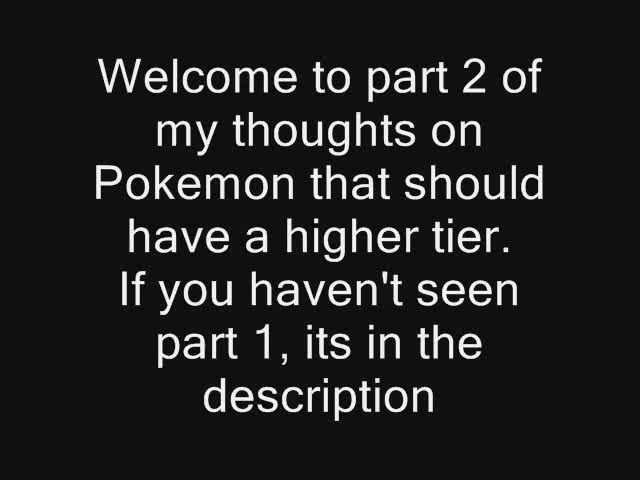 Welcome to part 2 of
my thoughts on
Pokemon that should
have a higher tier.
If you haven't seen
part 1, its in the
description